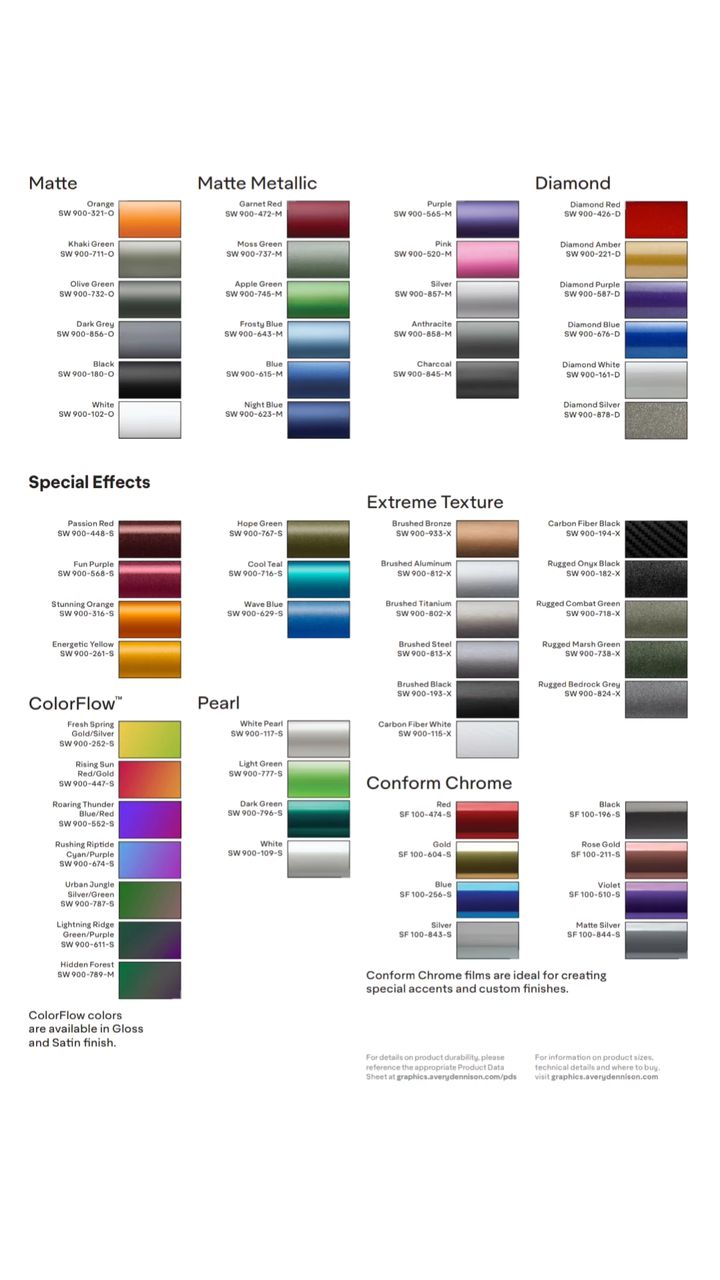 Matte
Orange
SW 900-321-O
Khaki Green
SW 900-711-O
Olive Green
SW 900-732-O
Dark Grey
SW 900-856-O
Black
SW 900-180-O
White
SW 900-102-O
Matte Metallic
Garnet Red
SW 900-472-M
Moss Green
SW 900-737-M
Apple Green
SW 900-745-M
Frosty Blue
SW 900-643-M
Blue
SW 900-615-M
Night Blue
SW 900-623-M
Purple
SW 900-565-M
Pink
SW 900-520-M
Silver
SW 900-857-M
Anthracite
SW 900-858-M
Charcoal
SW 900-845-M
Diamond
Diamond Red
SW 900-426-D
Diamond Amber
SW 900-221-D
Diamond Purple
SW 900-587-D
Diamond Blue
SW 900-676-D
Diamond White
SW 900-161-D
Diamond Silver
SW 900-878-D
Special Effects
Passion Red
SW 900-448-S
Fun Purple
SW 900-568-S
Stunning Orange
SW 900-316-S
Energetic Yellow
SW 900-261-S
Hope Green
SW 900-767-S
Cool Teal
SW 900-716-S
Wave Blue
SW 900-629-S
Extreme Texture
Brushed Bronze
SW 900-933-X
Brushed Aluminum
SW 900-812-X
Brushed Titanium
SW 900-802-X
Brushed Steel
SW 900-813-X
Brushed Black
SW 900-193-X
Carbon Fiber White
SW 900-115-X
Carbon Fiber Black
SW 900-194-X
Rugged Onyx Black
SW 900-182-X
Rugged Combat Green
SW 900-718-X
Rugged Marsh Green
SW 900-738-X
Rugged Bedrock Grey
SW 900-824-X
ColorFlow™
Fresh Spring
Gold/Silver
SW 900-252-S
Rising Sun
Red/Gold
SW 900-447-S
Roaring Thunder
Blue/Red
SW 900-552-S
Rushing Riptide
Cyan/Purple
SW 900-674-S
Urban Jungle
Silver/Green
SW 900-787-S
Lightning Ridge
Green/Purple
SW 900-611-S
Hidden Forest
SW 900-789-M
ColorFlow colors
are available in Gloss
and Satin finish.
Pearl
White Pearl
SW 900-117-S
Light Green
SW 900-777-S
Dark Green
SW 900-796-S
White
SW 900-109-S
Conform Chrome
Red
SF 100-474-S
Gold
SF 100-604-S
Blue
SF 100-256-S
Silver
SF 100-843-S
Black
SF 100-196-S
Rose Gold
SF 100-211-S
Violet
SF 100-510-S
Matte Silver
SF 100-844-S
Conform Chrome films are ideal for creating
special accents and custom finishes.
For details on product durability, please
reference the appropriate Product Data
Sheet at graphics.averydennison.com/pds
For information on product sizes,
technical details and where to buy,
visit graphics.averydennison.com